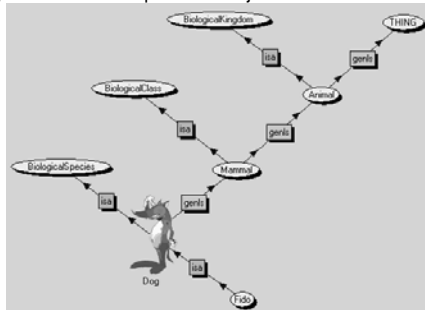 BiologicalKingdom
THING
isa
genls
BiologicalClass
Animal
isa
genls
BiologicalSpecies
Mammal
isa
genls
Dog
isa
Fido